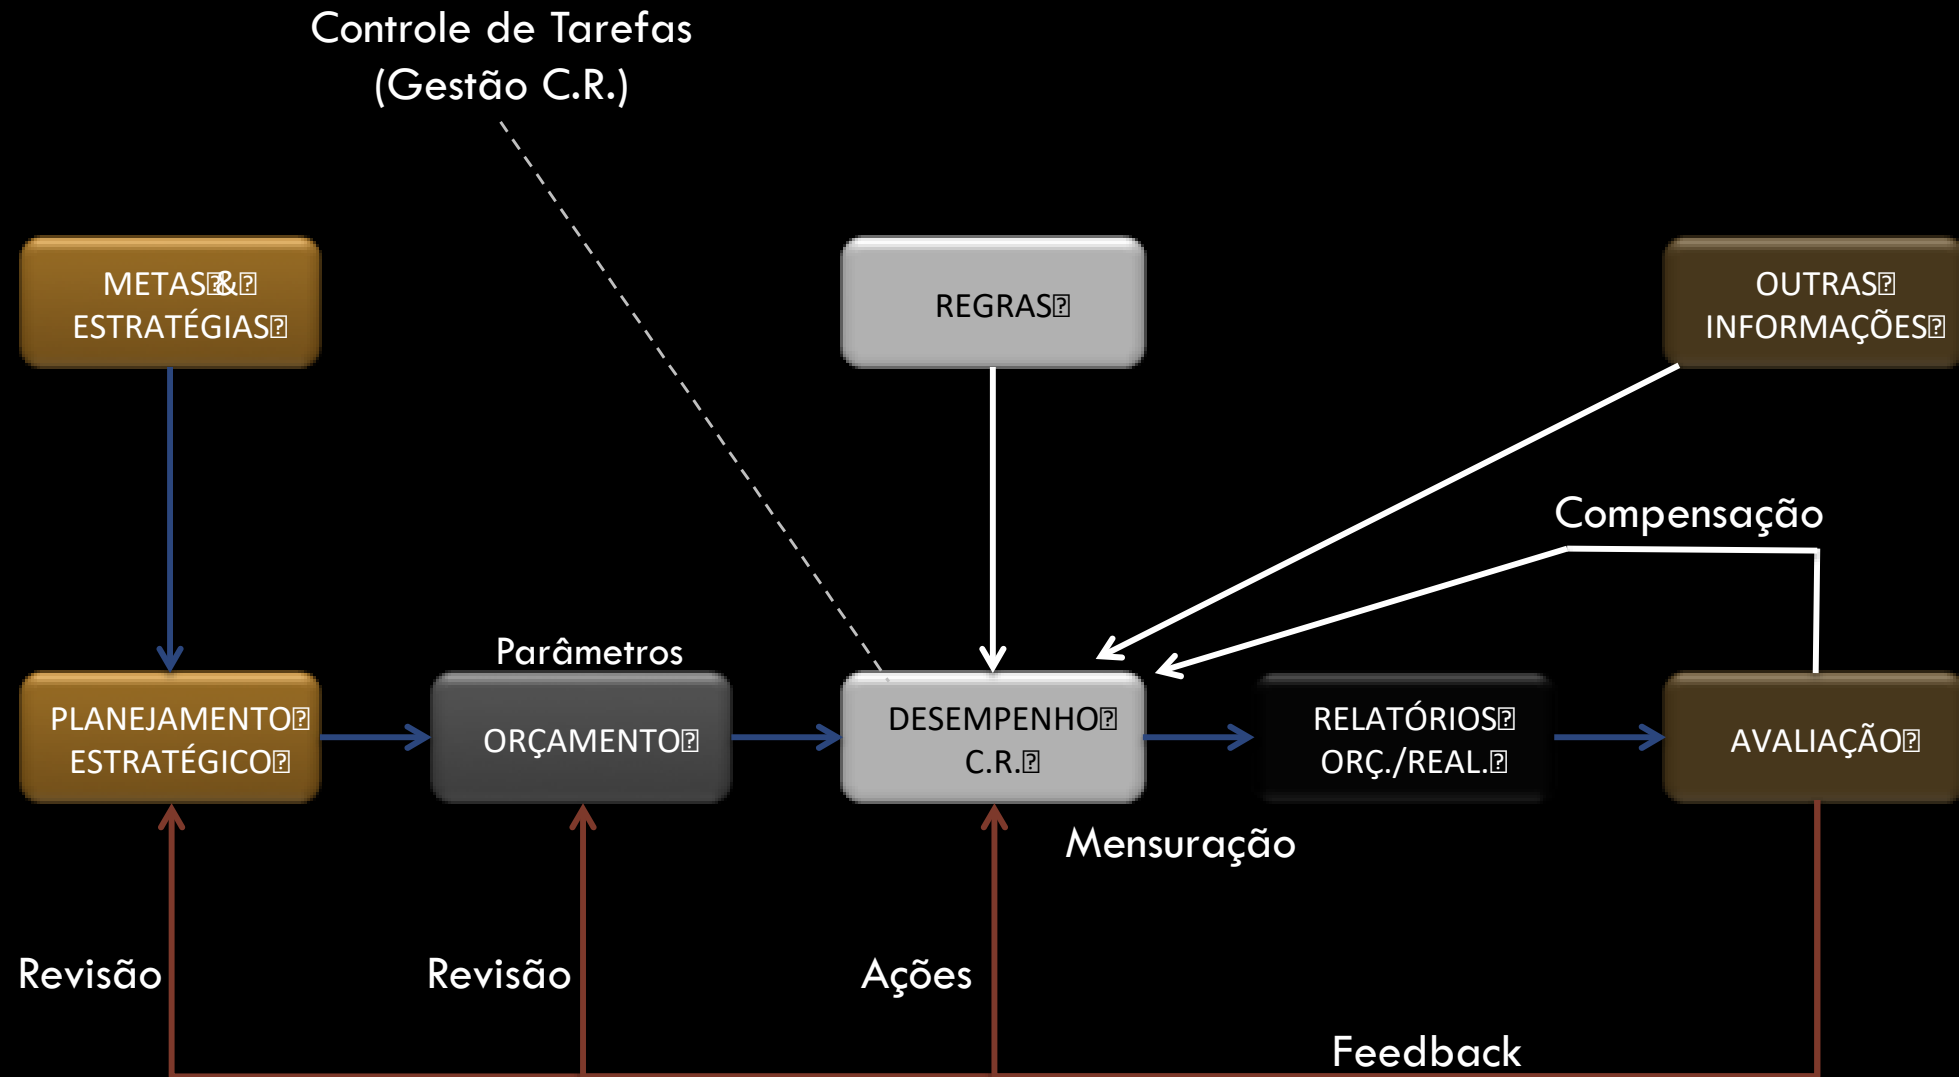 Controle de Tarefas
(Gestão C.R.)
METAS & 
ESTRATÉGIAS
REGRAS
OUTRAS
INFORMAÇÕES
Compensação
Parâmetros
PLANEJAMENTO
ESTRATÉGICO
ORÇAMENTO
DESEMPENHO
C.R.
RELATÓRIOS
ORÇ./REAL.
AVALIAÇÃO
Mensuração
Revisão
Revisão
Ações
Feedback